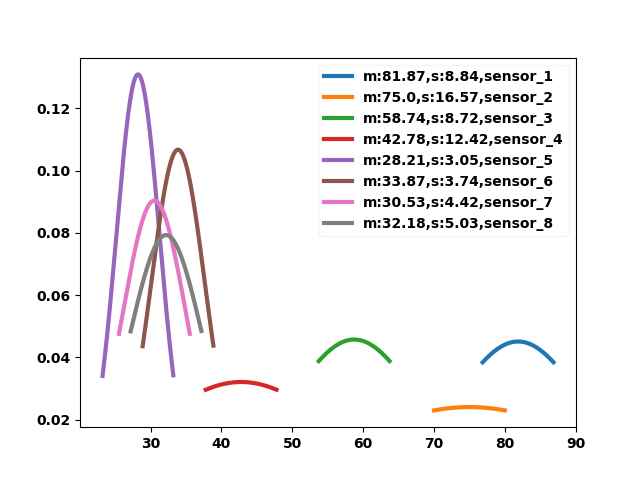 m:81.87,s:8.84,sensor_1
m:75.0,s:16.57,sensor_2
m:58.74,s:8.72,sensor_3
m:42.78,s:12.42,sensor_4
m:28.21,s:3.05,sensor_5
m:33.87,s:3.74,sensor_6
m:30.53,s:4.42,sensor_7
m:32.18,s:5.03,sensor_8
0.12
0.10
0.08
0.06
0.04
0.02
30 40 50 60 70 80 90